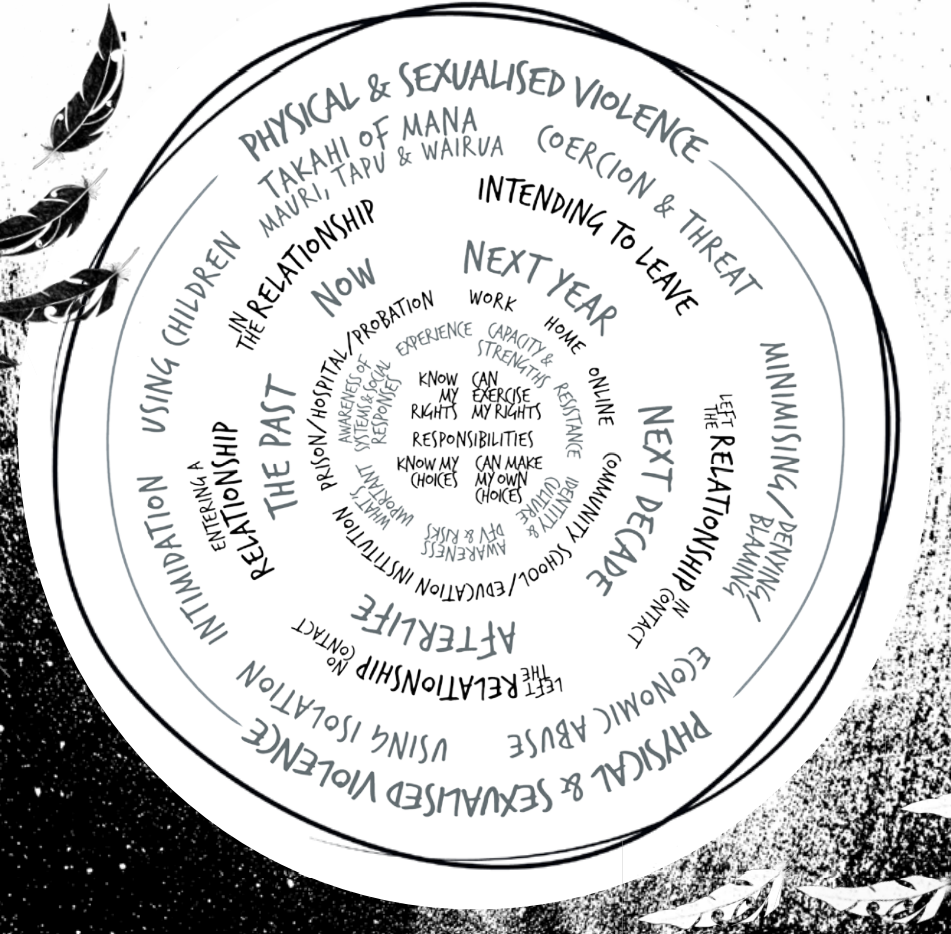 PHYSICAL & SEXUALISED VIOLENCE
TAKAHI OF MANA
MAURI, TAPU & WAIRUA
COERCION & THREAT
MINIMISING/DENYING/
BLAMING
ECONOMIC ABUSE
USING ISOLATION
INTIMIDATION
USING CHILDREN
PHYSICAL & SEXUALISED VIOLENCE
IN
THE RELATIONSHIP
INTENDING TO LEAVE
LEFT
THE RELATIONSHIP IN
CONTACT
LEFT
THE RELATIONSHIP NO
CONTACT
ENTERING A
RELATIONSHIP
NOW
NEXT YEAR
NEXT DECADE
AFTERLIFE
THE PAST
PRISON/HOSPITAL/PROBATION
WORK
HOME
ONLINE
COMMUNITY SCHOOL/EDUCATION INSTITUTION
EXPERIENCE
CAPACITY &
STRENGTHS
RESISTANCE
IDENTITY &
CULTURE
AWARENESS
DFV & RISKS
WHAT'S
IMPORTANT
AWARENESS OF
SYSTEMS & SOCIAL
RESPONSES
KNOW
MY
RIGHTS
CAN
EXERCISE
MY RIGHTS
RESPONSIBILITIES
KNOW MY
CHOICES
CAN MAKE
MY OWN
CHOICES